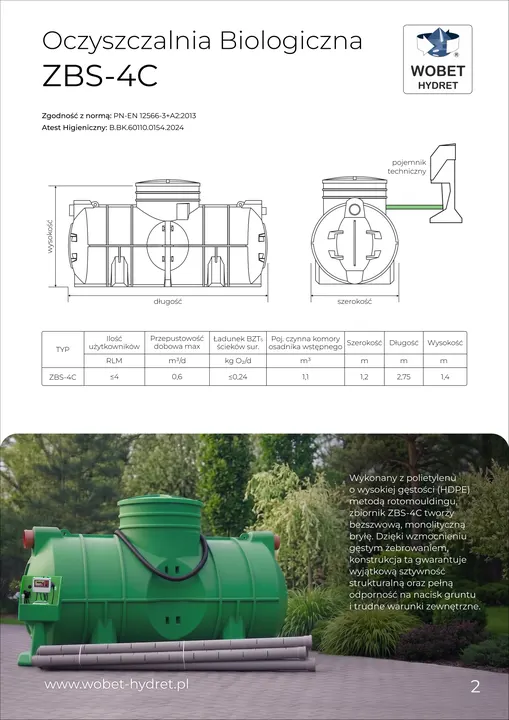 Oczyszczalnia Biologiczna
ZBS-4C
WOBET
HYDRET
®
Zgodność z normą: PN-EN 12566-3+A2:2013
Atest Higieniczny: B.BK.60110.0154.2024
pojemnik
techniczny
wysokość
długość
szerokość
TYP
Ilość
użytkowników
Przepustowość
dobowa max
Ładunek BZT₅
ścieków sur.
Poj. czynna komory
osadnika wstępnego
Szerokość
Długość
Wysokość
RLM
m³/d
kg O₂/d
m³
m
m
m
ZBS-4C
≤4
0,6
≤0,24
1,1
1,2
2,75
1,4
Wykonany z polietylenu
o wysokiej gęstości (HDPE)
metodą rotomouldingu,
zbiornik ZBS-4C tworzy
bezszwową, monolityczną
bryłę. Dzięki wzmocnieniu
gęstym żebrowaniem,
konstrukcja ta gwarantuje
wyjątkową sztywność
strukturalną oraz pełną
odporność na nacisk gruntu
i trudne warunki zewnętrzne.
www.wobet-hydret.pl
2